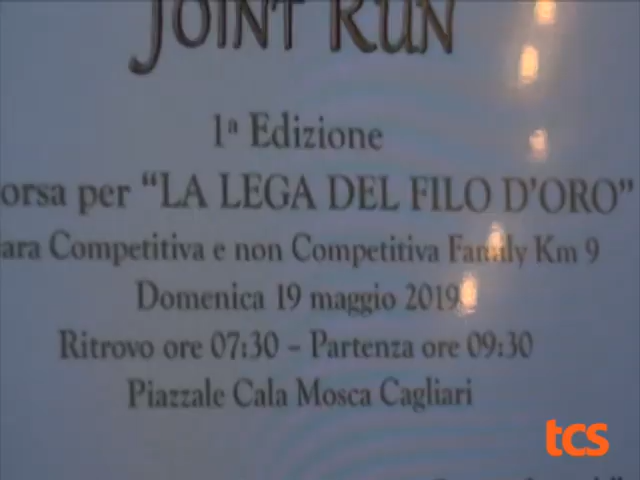 JOINT RUN
1ª Edizione
orsa per “LA LEGA DEL FILO D’ORO”
ara Competitiva e non Competitiva Family Km 9
Domenica 19 maggio 2019
Ritrovo ore 07:30 – Partenza ore 09:30
Piazzale Cala Mosca Cagliari
tcs